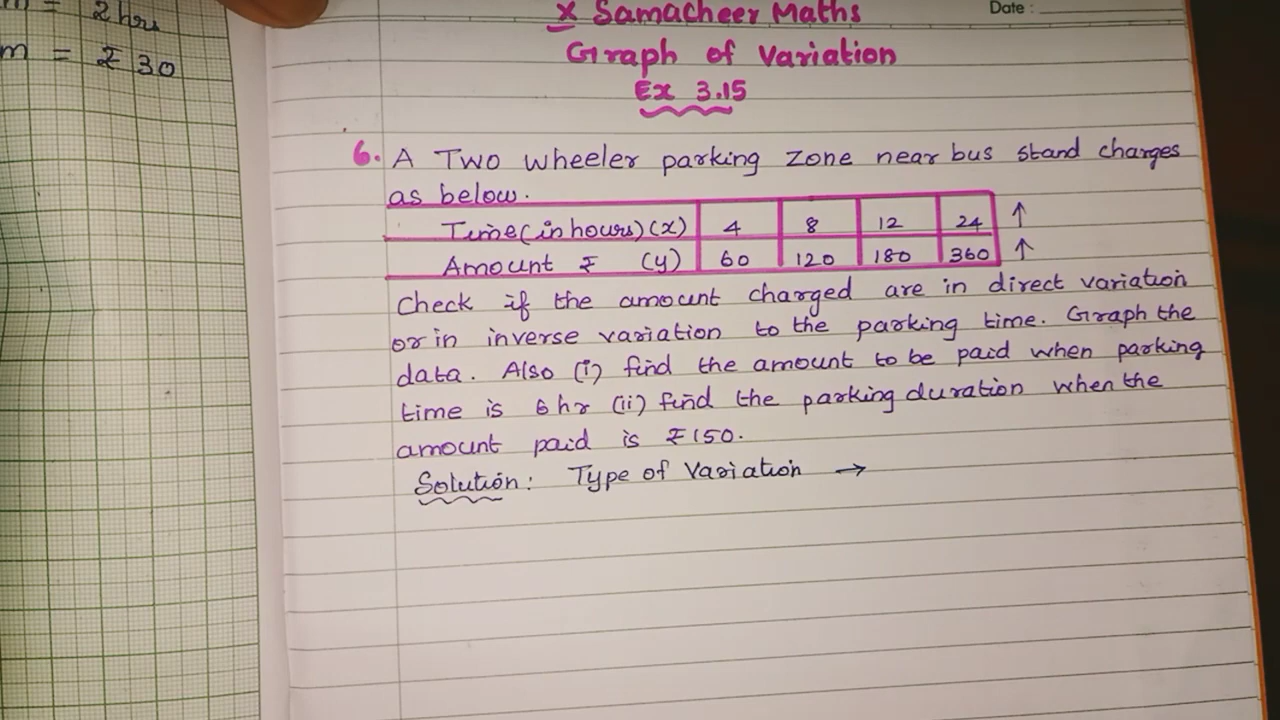 = 2 hrs
m = ₹ 30
X Samacheer Maths
Date :
Graph of Variation
Ex 3.15
6. A Two wheeler parking zone near bus stand charges
as below.
Time (in hours) (x) 4 8 12 24 ↑
Amount ₹ (y) 60 120 180 360 ↑
Check if the amount charged are in direct variation
or in inverse variation to the parking time. Graph the
data. Also (i) find the amount to be paid when parking
time is 6 hr (ii) find the parking duration when the
amount paid is ₹ 150.
Solution: Type of Variation →